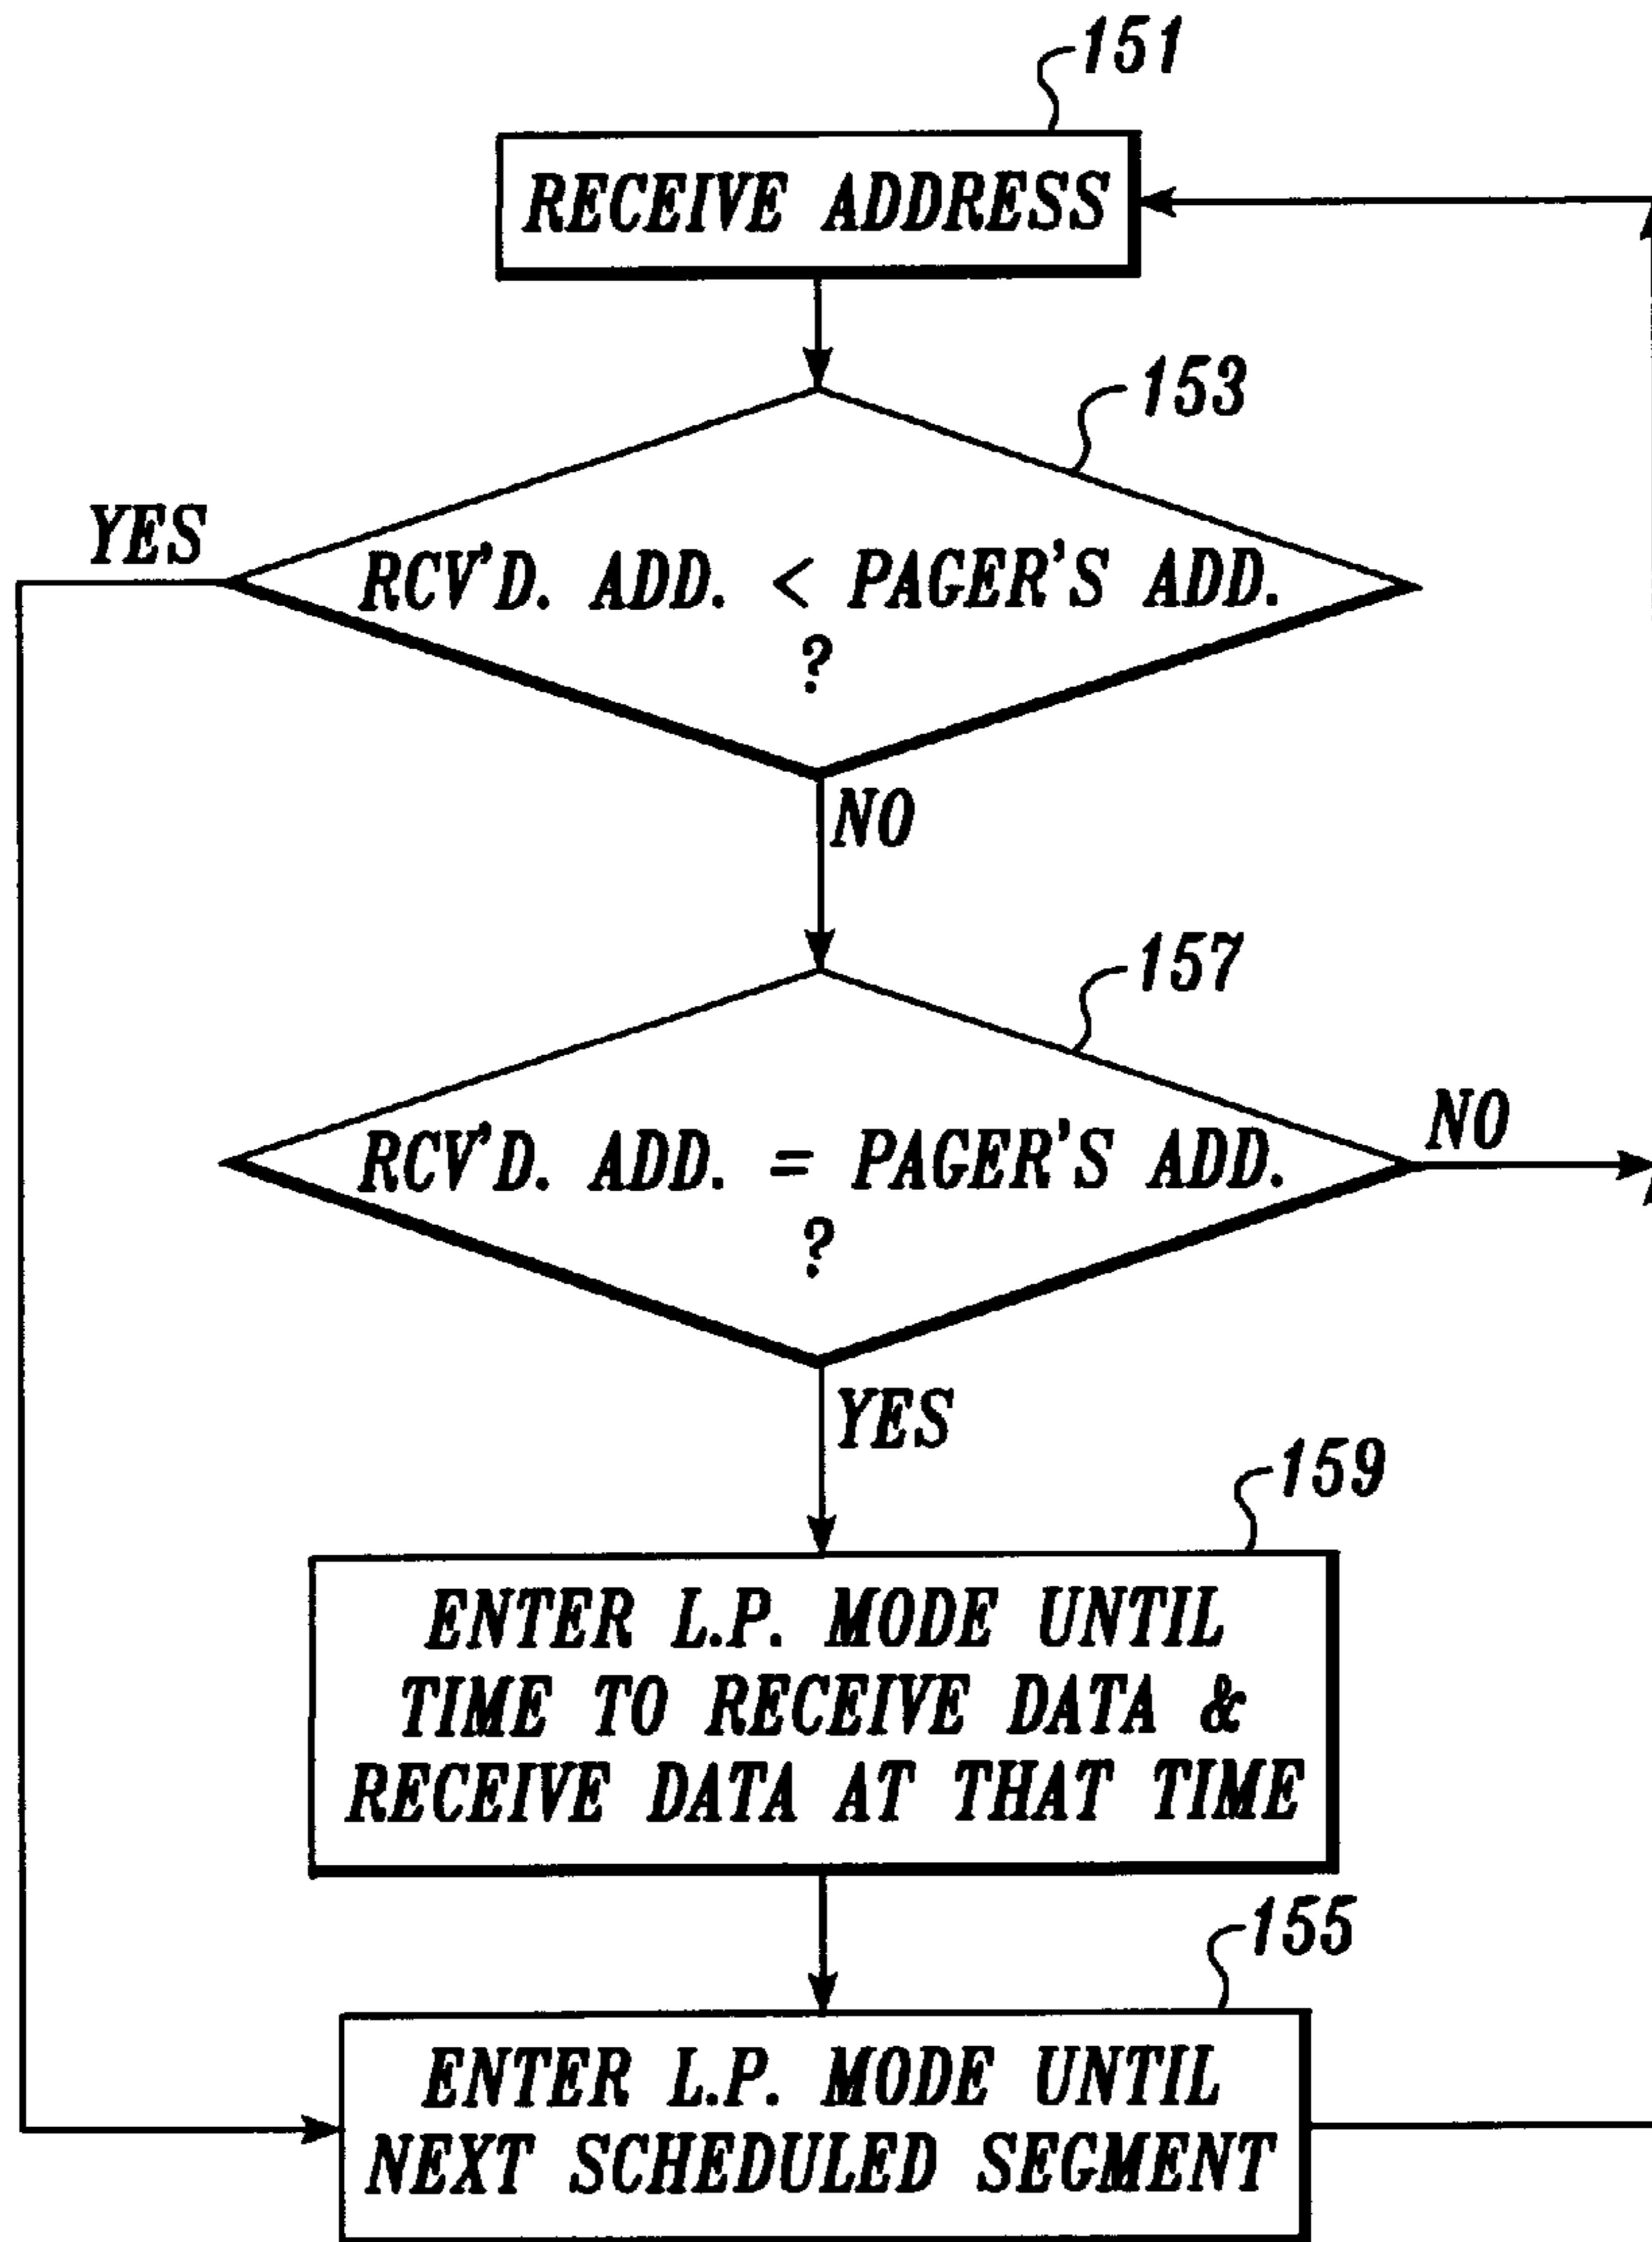 151
RECEIVE ADDRESS
153
YES
RCV'D. ADD. < PAGER'S ADD.
?
NO
157
RCV'D. ADD. = PAGER'S ADD.
?
NO
YES
159
ENTER L.P. MODE UNTIL
TIME TO RECEIVE DATA &
RECEIVE DATA AT THAT TIME
155
ENTER L.P. MODE UNTIL
NEXT SCHEDULED SEGMENT